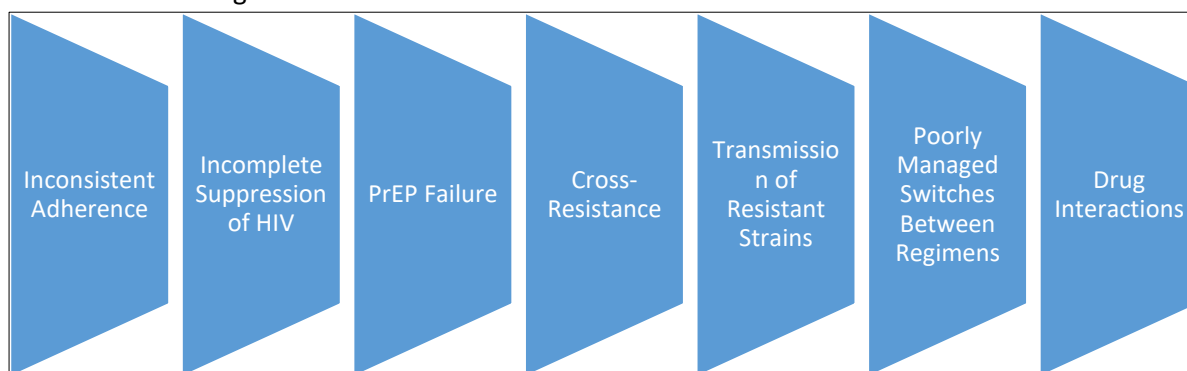 Inconsistent
Adherence
Incomplete
Suppression
of HIV
PrEP Failure
Cross-
Resistance
Transmissio
n of
Resistant
Strains
Poorly
Managed
Switches
Between
Regimens
Drug
Interactions